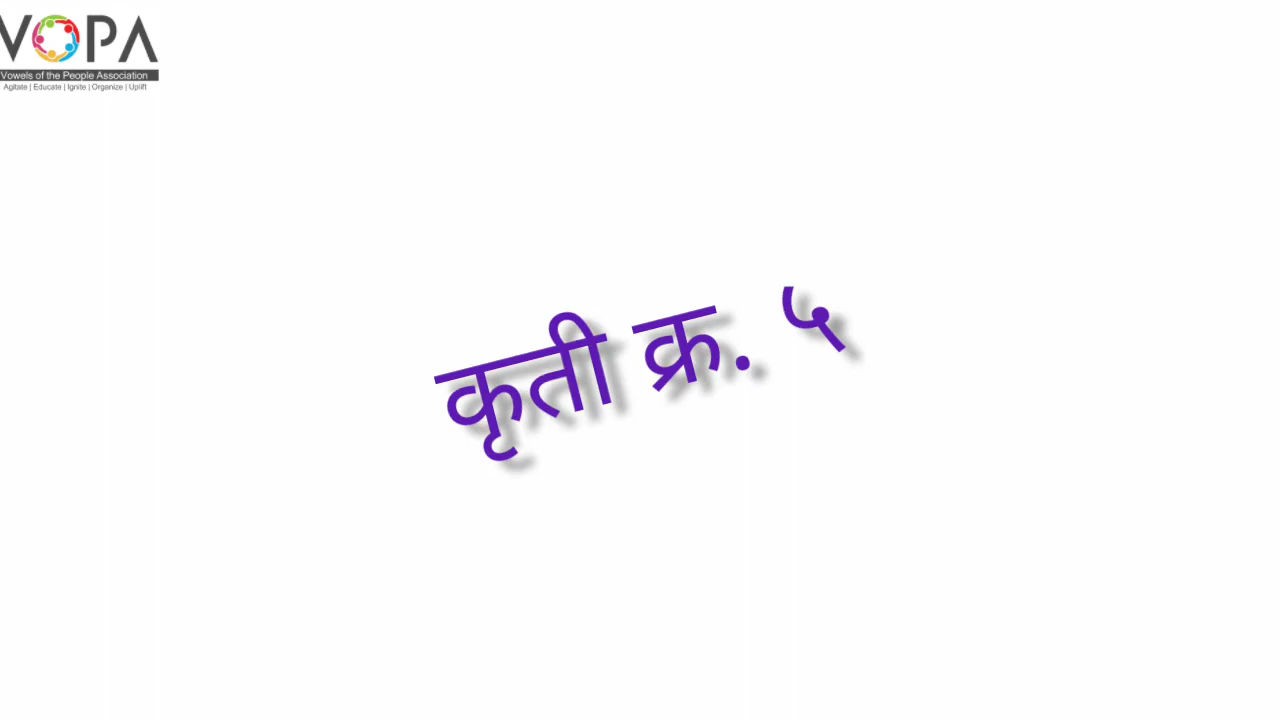 VOPA
Vowels of the People Association
Agitate | Educate | Ignite | Organize | Uplift
कृती क्र. ५